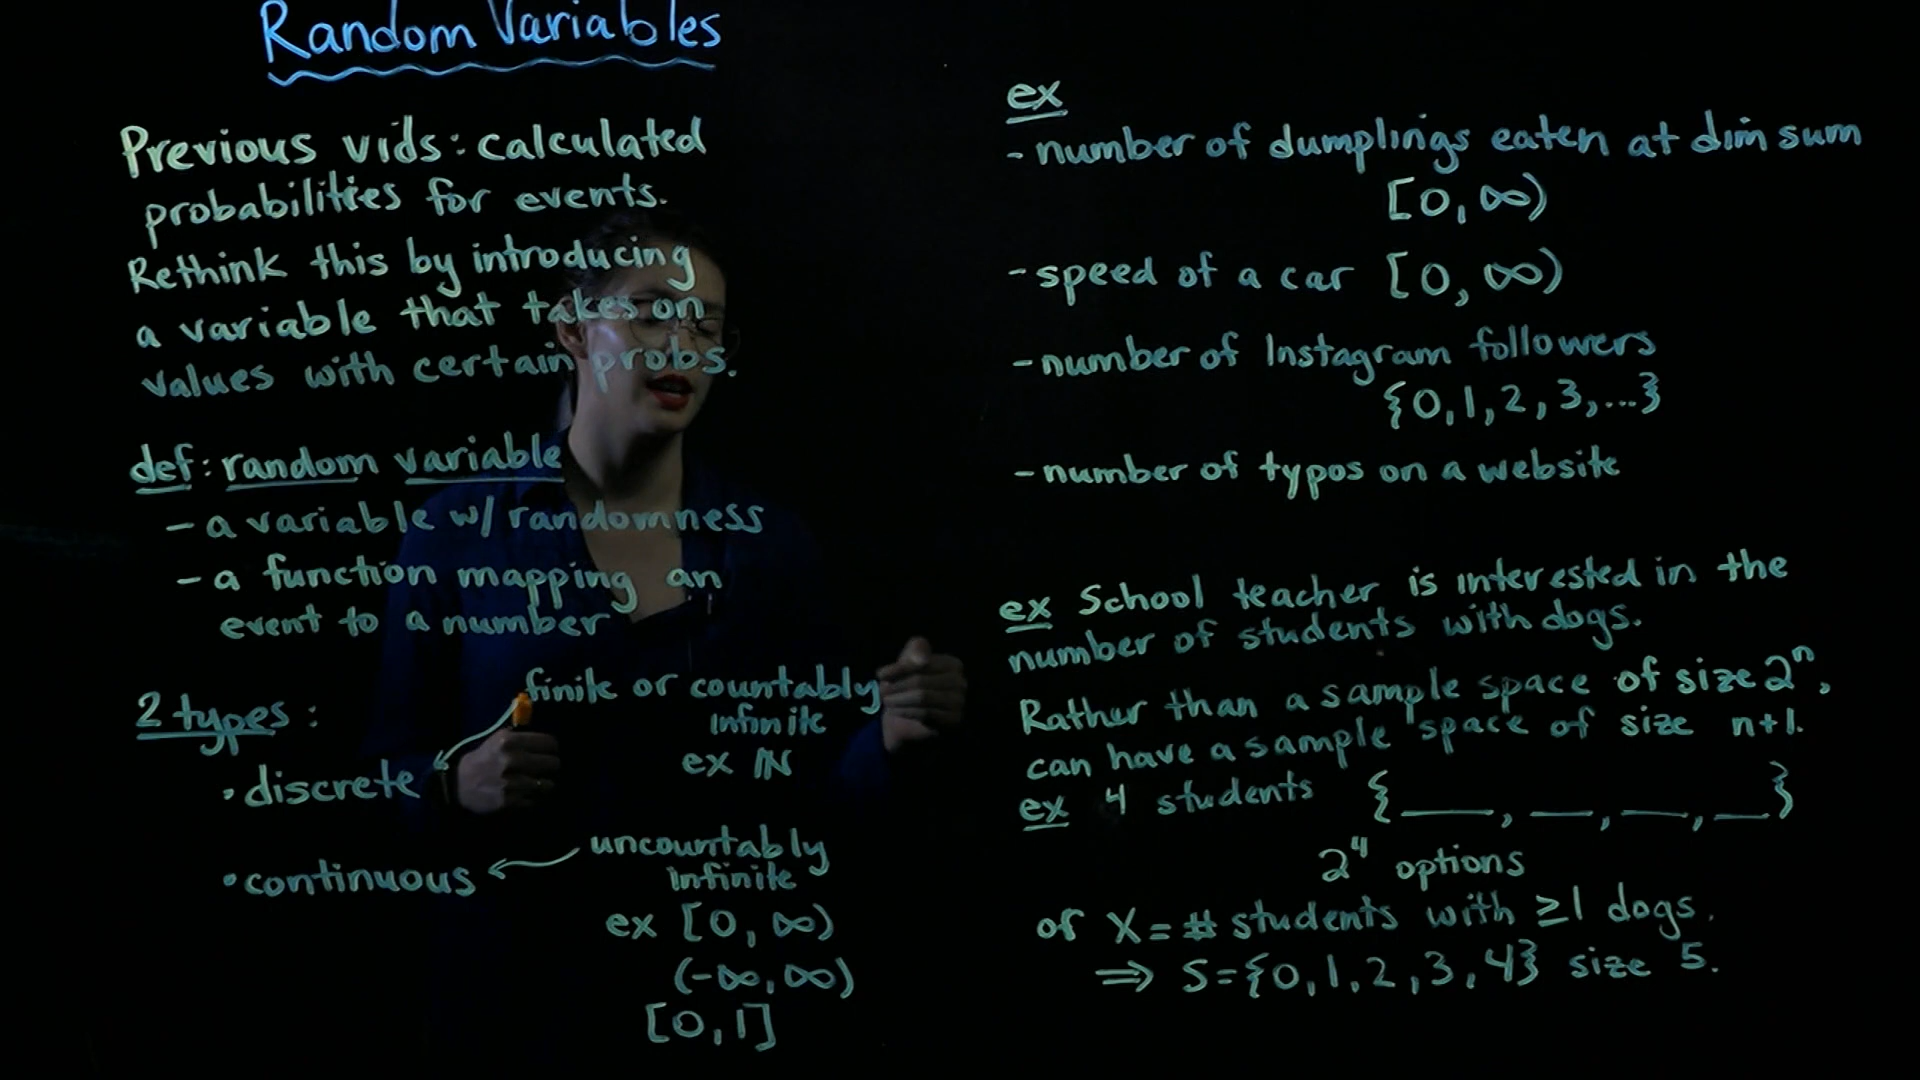 Random Variables
Previous vids: calculated
probabilities for events.
Rethink this by introducing
a variable that takes on
values with certain probs.
def: random variable
- a variable w/ randomness
- a function mapping an
event to a number
2 types:
finite or countably
infinite
ex ℕ
• discrete
uncountably
infinite
• continuous
ex [0, ∞)
(-∞, ∞)
[0, 1]
ex
- number of dumplings eaten at dim sum
[0, ∞)
- speed of a car [0, ∞)
- number of Instagram followers
{0, 1, 2, 3, ...}
- number of typos on a website
ex School teacher is interested in the
number of students with dogs.
Rather than a sample space of size 2ⁿ,
can have a sample space of size n+1.
ex 4 students {___, __, __, __}
2⁴ options
or X = # students with ≥1 dogs.
⇒ S={0, 1, 2, 3, 4} size 5.